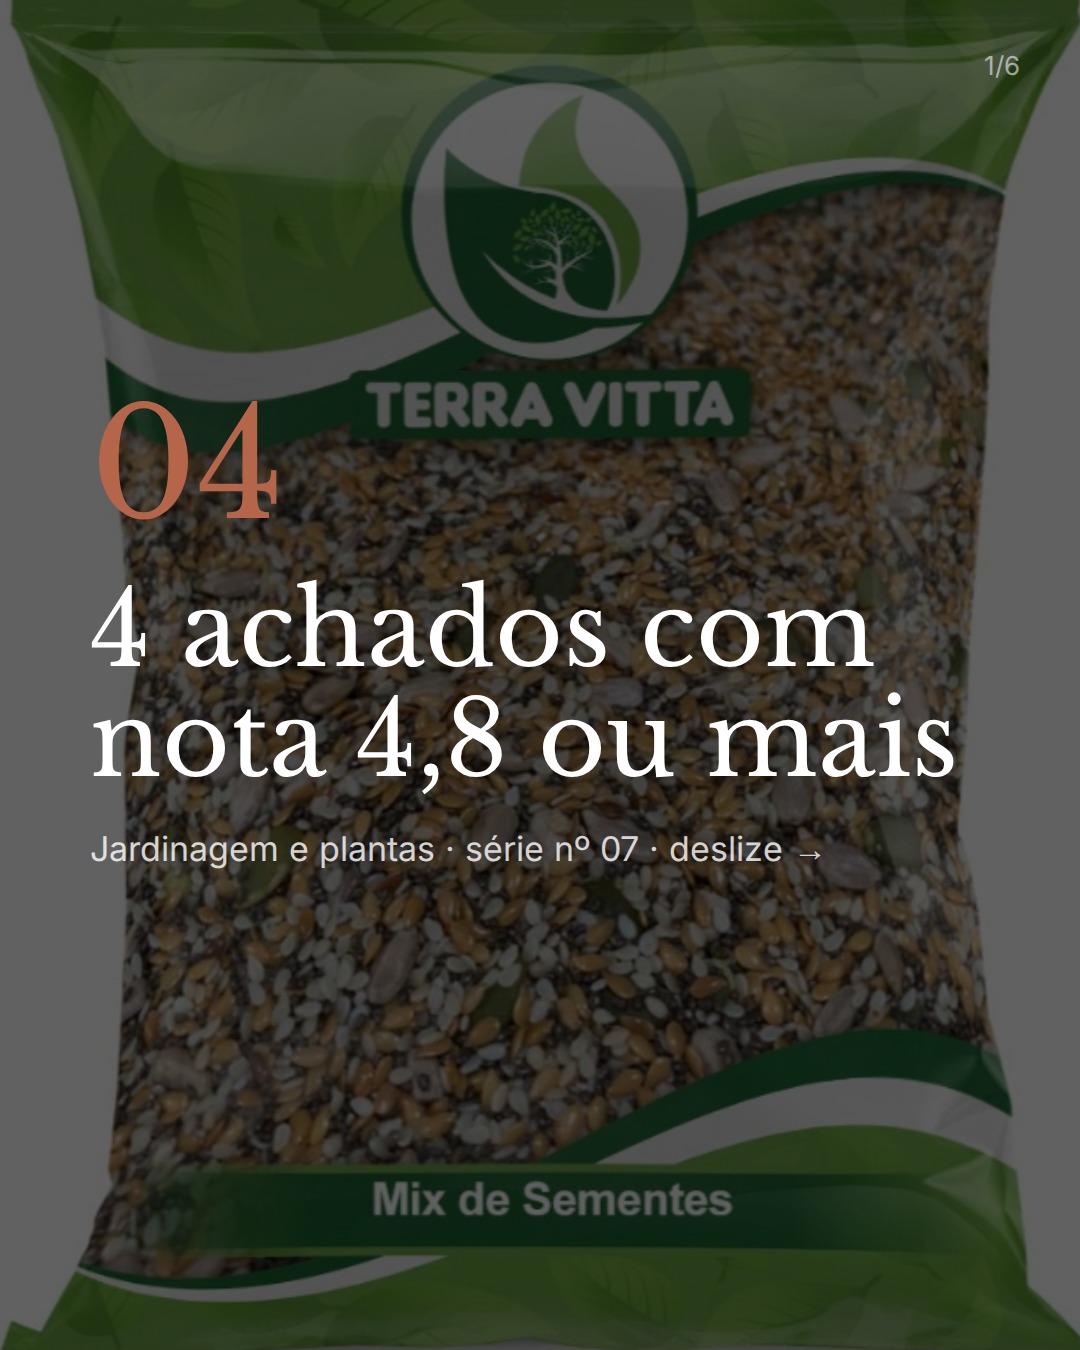 1/6
TERRA VITTA
04
4 achados com
nota 4,8 ou mais
Jardinagem e plantas · série nº 07 · deslize →
Mix de Sementes